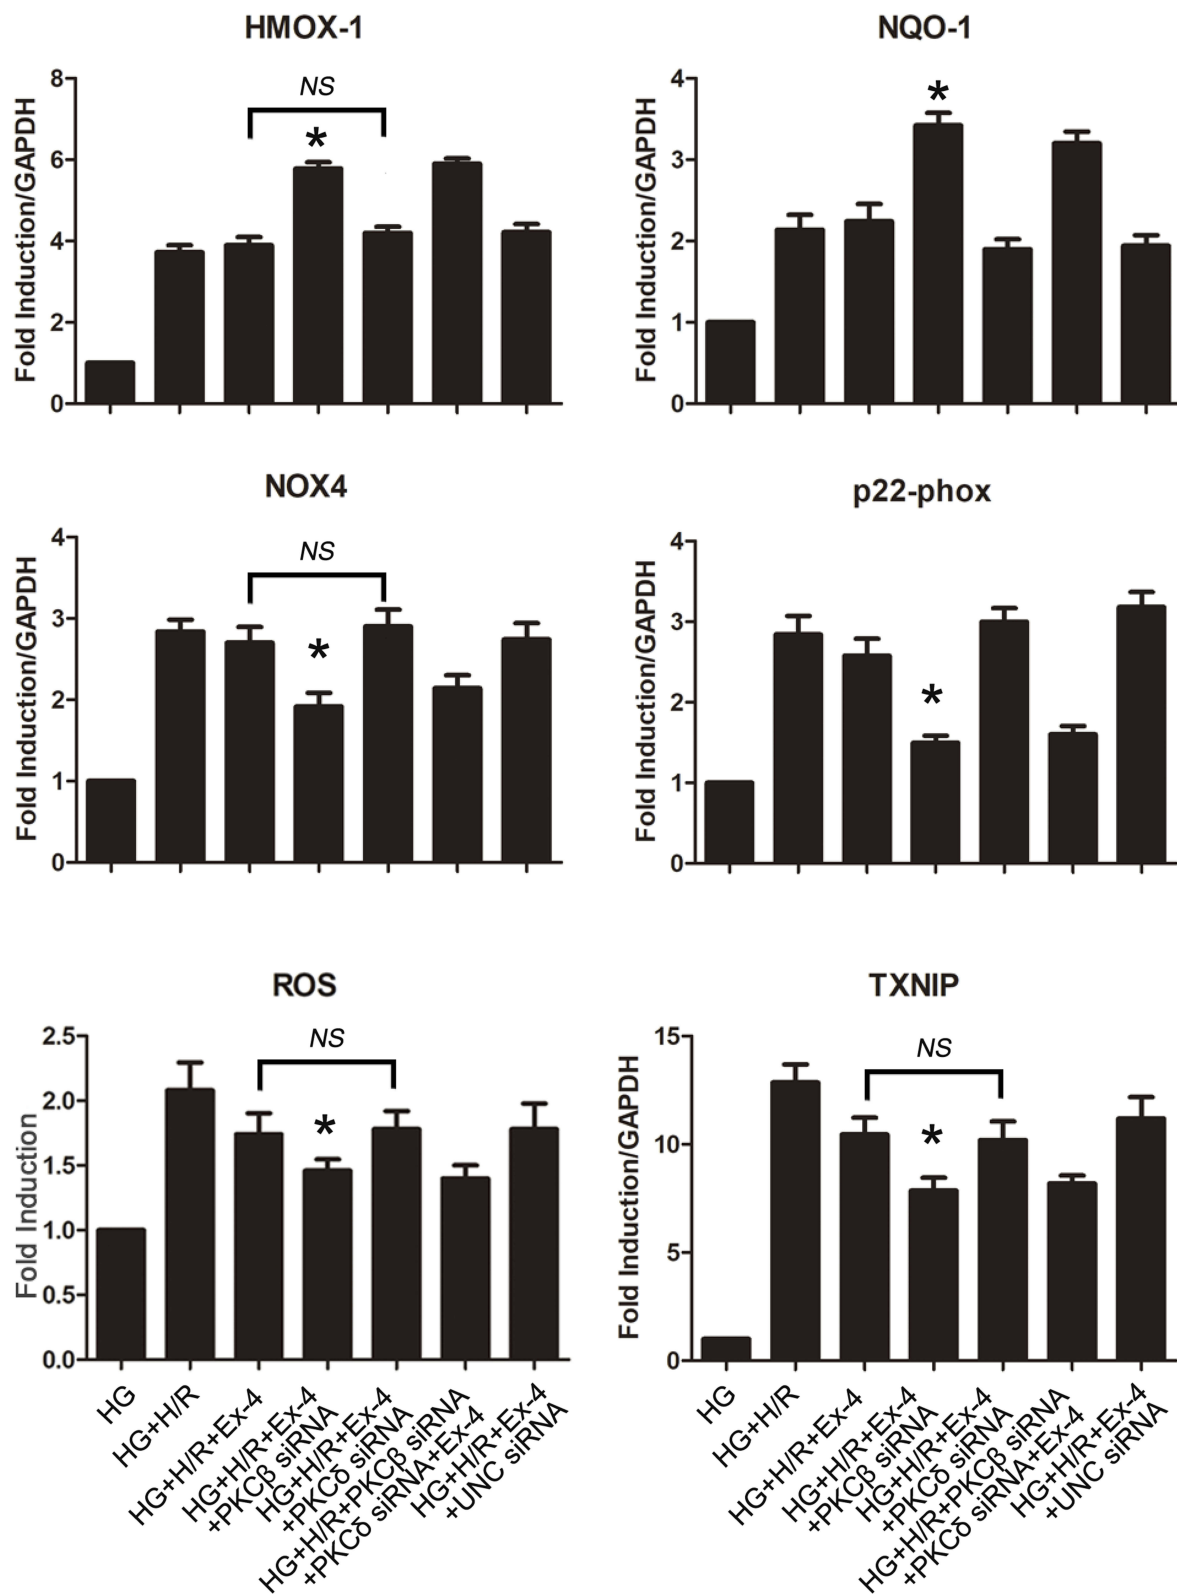 HMOX-1
Fold Induction/GAPDH
8
6
4
2
0
NS
*
NQO-1
Fold Induction/GAPDH
4
3
2
1
0
*
NOX4
Fold Induction/GAPDH
4
3
2
1
0
NS
*
p22-phox
Fold Induction/GAPDH
4
3
2
1
0
*
ROS
Fold Induction
2.5
2.0
1.5
1.0
0.5
0.0
NS
*
HG
HG+H/R
HG+H/R+Ex-4
HG+H/R+Ex-4
+PKCβ siRNA
HG+H/R+Ex-4
+PKCδ siRNA
HG+H/R+PKCβ siRNA
+PKCδ siRNA+Ex-4
HG+H/R+Ex-4
+UNC siRNA
TXNIP
Fold Induction/GAPDH
15
10
5
0
NS
*
HG
HG+H/R
HG+H/R+Ex-4
HG+H/R+Ex-4
+PKCβ siRNA
HG+H/R+Ex-4
+PKCδ siRNA
HG+H/R+PKCβ siRNA
+PKCδ siRNA+Ex-4
HG+H/R+Ex-4
+UNC siRNA